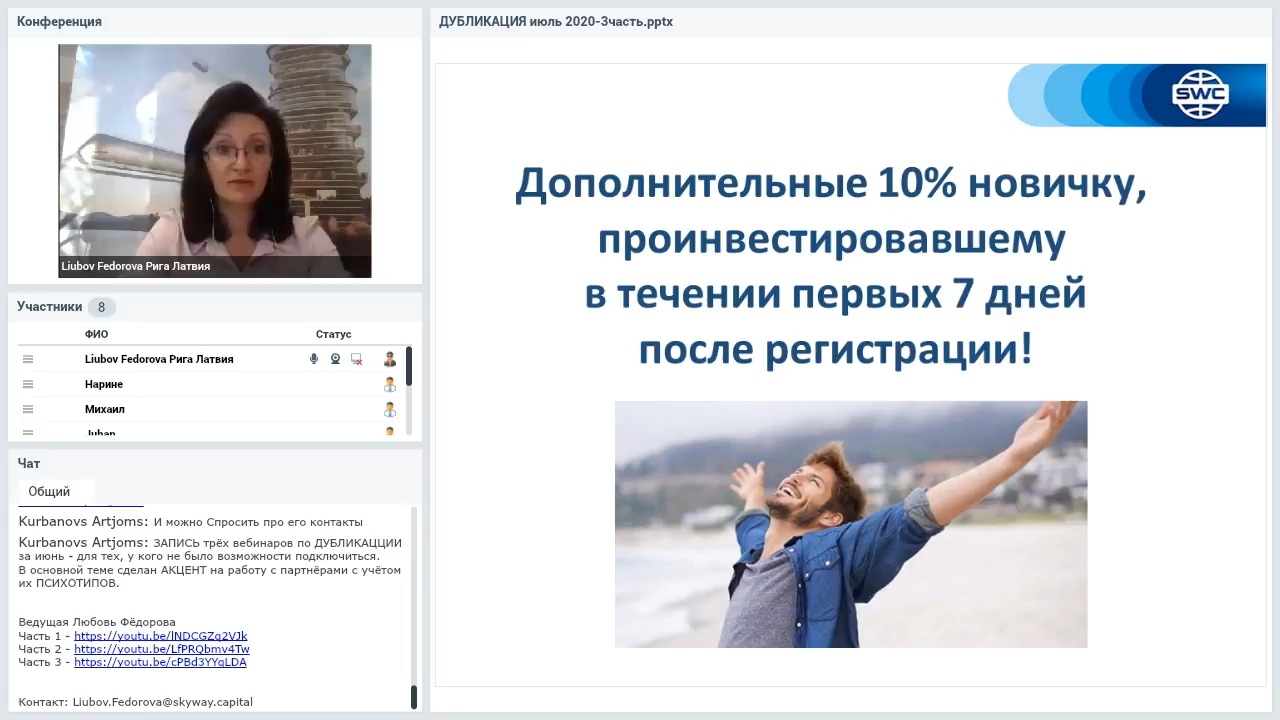 Конференция
Liubov Fedorova Рига Латвия
Участники 8
ФИО Статус
Liubov Fedorova Рига Латвия
Нарине
Михаил
Чат
Общий
Kurbanovs Artjoms: И можно Спросить про его контакты
Kurbanovs Artjoms: ЗАПИСЬ трёх вебинаров по ДУБЛИКАЦЦИИ
за июнь - для тех, у кого не было возможности подключиться.
В основной теме сделан АКЦЕНТ на работу с партнёрами с учётом
их ПСИХОТИПОВ.
Ведущая Любовь Фёдорова
Часть 1 - https://youtu.be/lNDCGZq2VJk
Часть 2 - https://youtu.be/LfPRQbmv4Tw
Часть 3 - https://youtu.be/cPBd3YYqLDA
Контакт: Liubov.Fedorova@skyway.capital
ДУБЛИКАЦИЯ июль 2020-3часть.pptx
SWC
Дополнительные 10% новичку,
проинвестировавшему
в течении первых 7 дней
после регистрации!